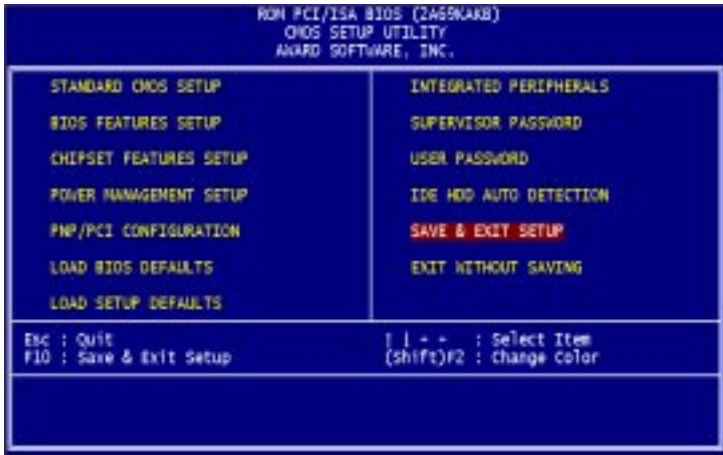 ROM PCI/ISA BIOS (2A69KAKB)
CMOS SETUP UTILITY
AWARD SOFTWARE, INC.
STANDARD CMOS SETUP
BIOS FEATURES SETUP
CHIPSET FEATURES SETUP
POWER MANAGEMENT SETUP
PNP/PCI CONFIGURATION
LOAD BIOS DEFAULTS
LOAD SETUP DEFAULTS
INTEGRATED PERIPHERALS
SUPERVISOR PASSWORD
USER PASSWORD
IDE HDD AUTO DETECTION
SAVE & EXIT SETUP
EXIT WITHOUT SAVING
Esc : Quit
F10 : Save & Exit Setup
: Select Item
(Shift)F2 : Change Color